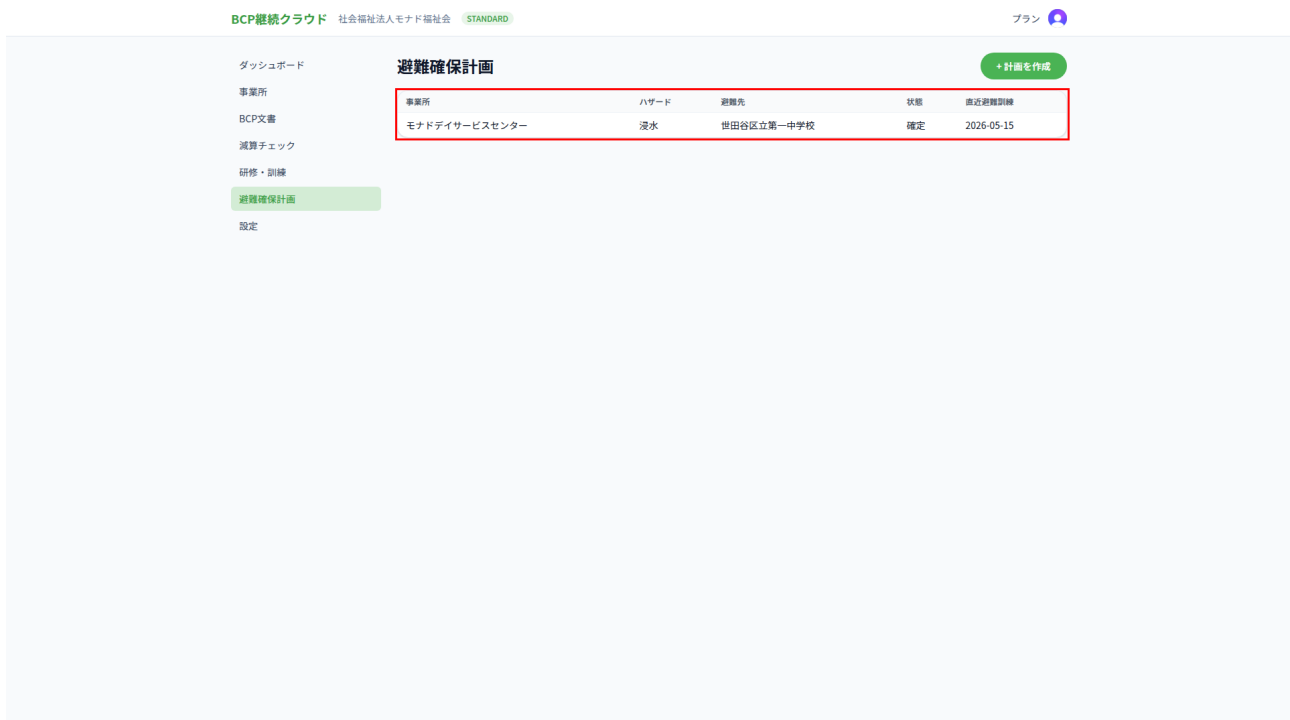 BCP継続クラウド 社会福祉法人モナド福祉会 STANDARD プラン
ダッシュボード
事業所
BCP文書
減算チェック
研修・訓練
避難確保計画
設定
避難確保計画 +計画を作成
事業所 ハザード 避難先 状態 直近避難訓練
モナドデイサービスセンター 浸水 世田谷区立第一中学校 確定 2026-05-15